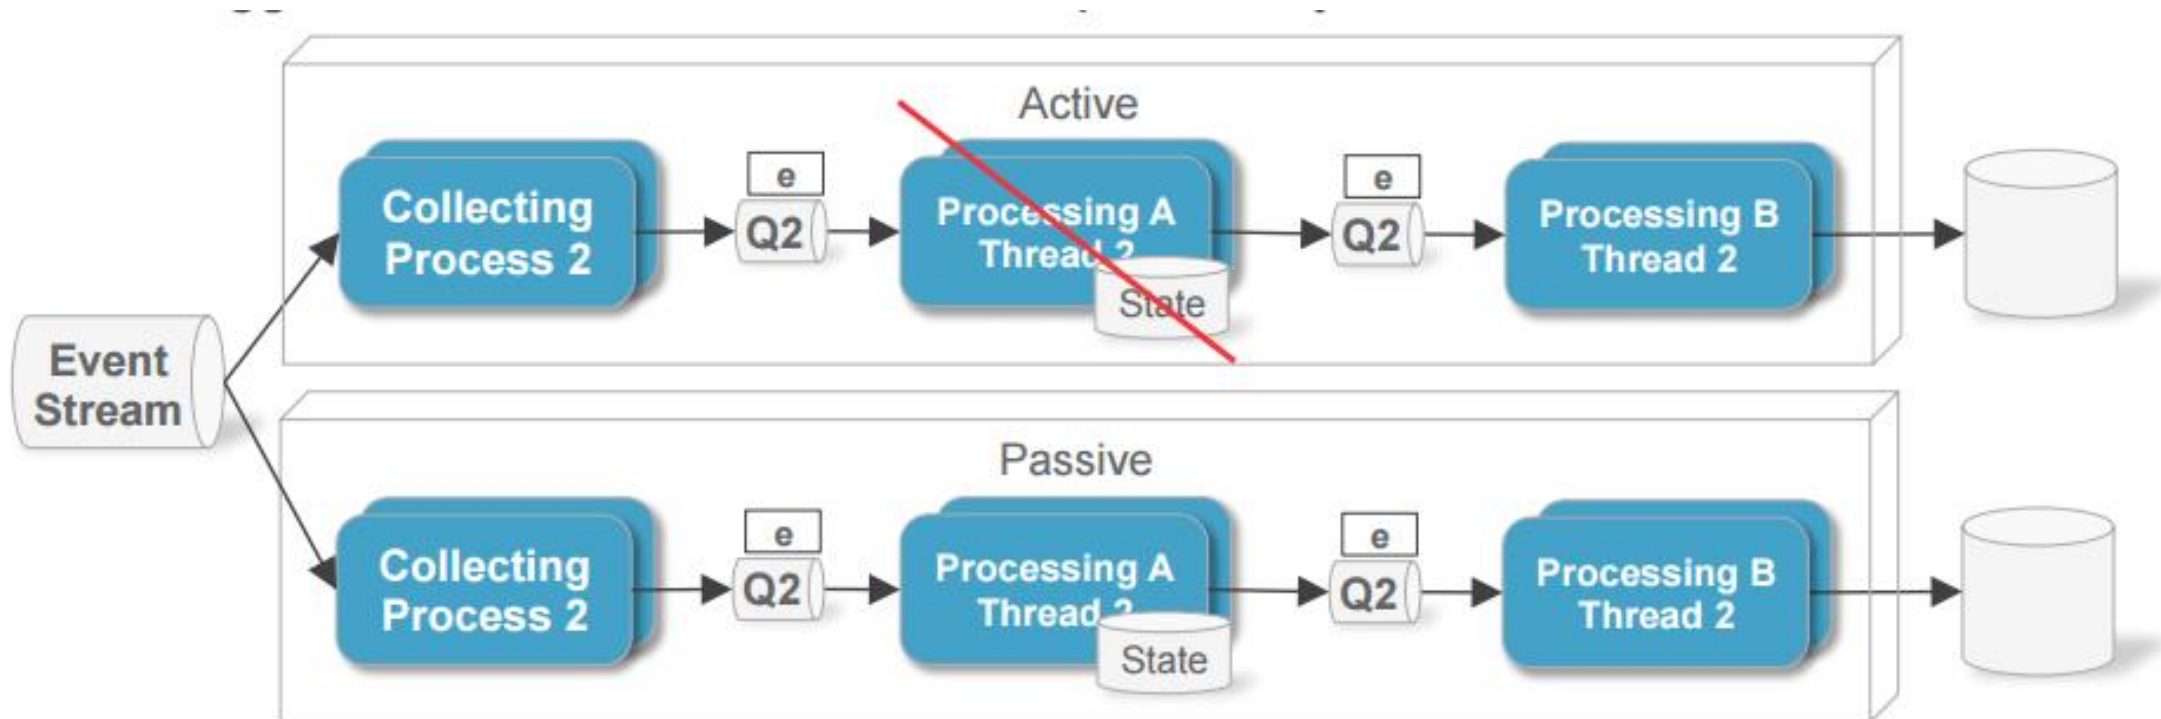 Active
Collecting
Process 2
e
Q2
Processing A
Thread 2
State
e
Q2
Processing B
Thread 2
Event
Stream
Passive
Collecting
Process 2
e
Q2
Processing A
Thread 2
State
e
Q2
Processing B
Thread 2